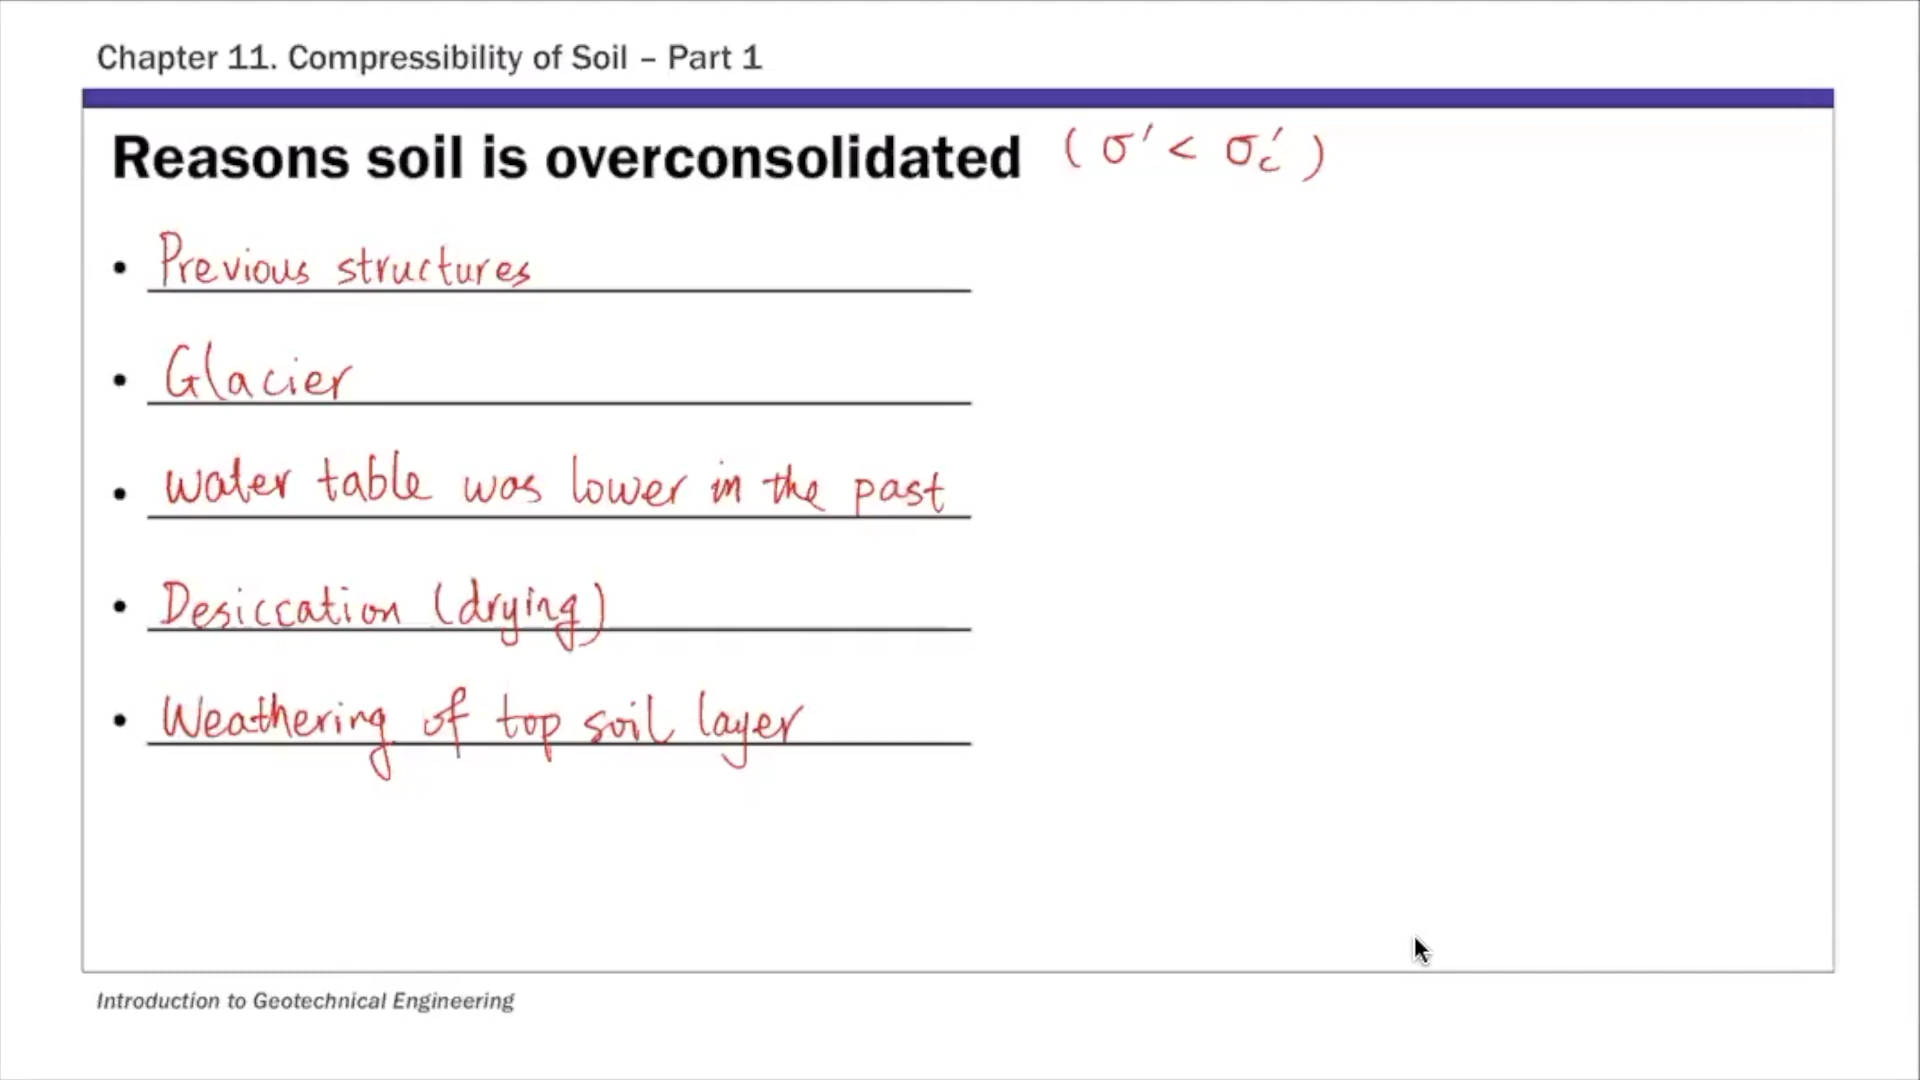 Chapter 11. Compressibility of Soil – Part 1
Reasons soil is overconsolidated (σ' < σc')
• Previous structures
• Glacier
• water table was lower in the past
• Desiccation (drying)
• Weathering of top soil layer
Introduction to Geotechnical Engineering